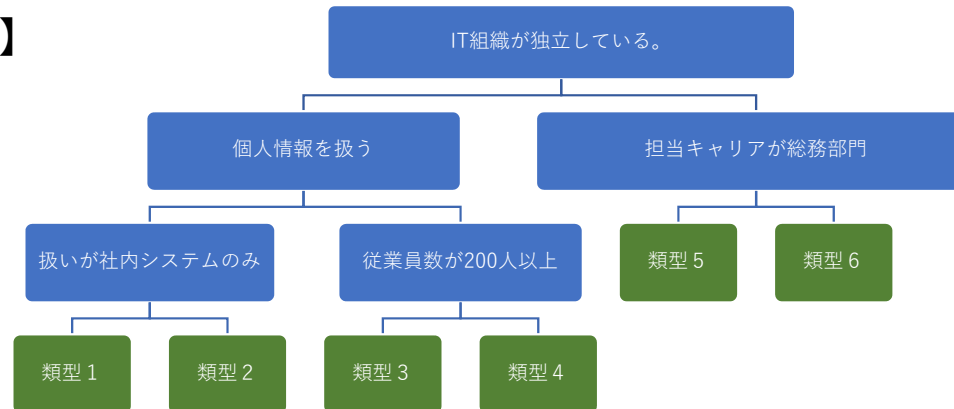 】
IT組織が独立している。
個人情報を扱う
担当キャリアが総務部門
扱いが社内システムのみ
従業員数が200人以上
類型５
類型６
類型１
類型２
類型３
類型４